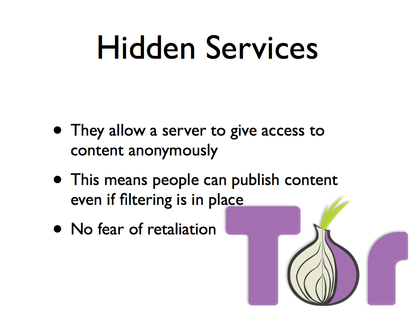 Hidden Services
• They allow a server to give access to
content anonymously
• This means people can publish content
even if filtering is in place
• No fear of retaliation
Tor